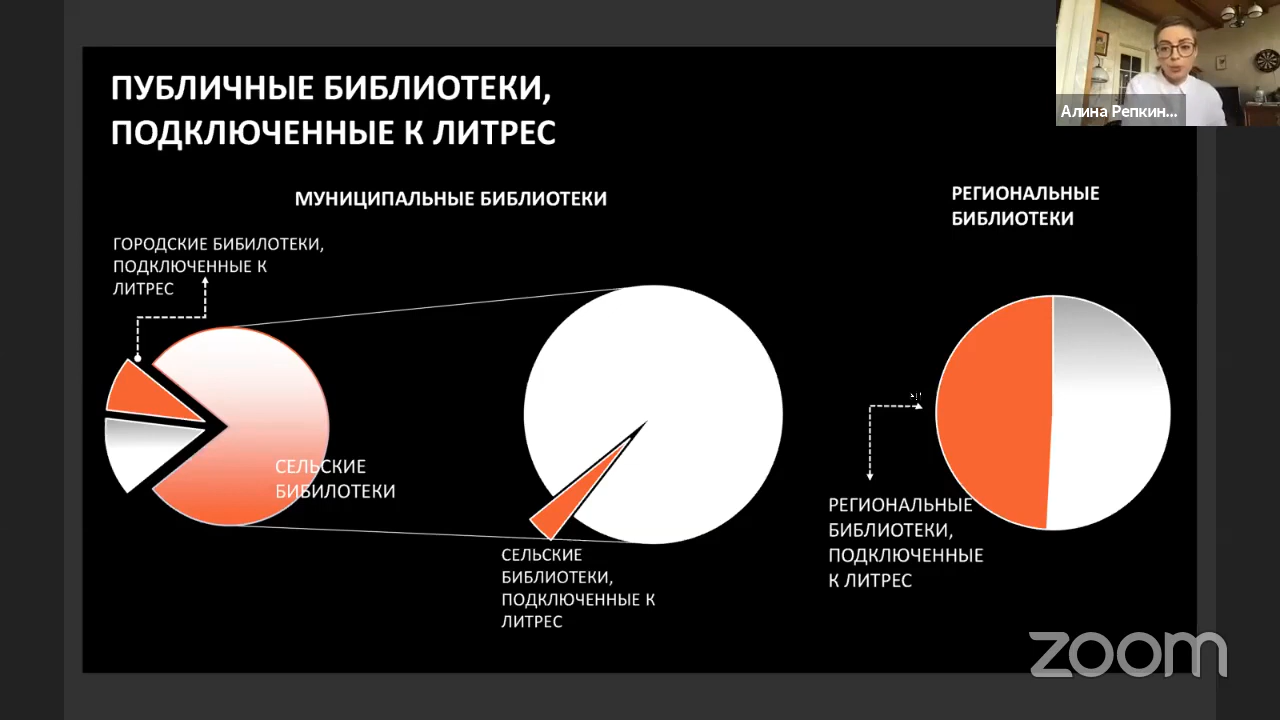 ПУБЛИЧНЫЕ БИБЛИОТЕКИ,
ПОДКЛЮЧЕННЫЕ К ЛИТРЕС
МУНИЦИПАЛЬНЫЕ БИБЛИОТЕКИ
ГОРОДСКИЕ БИБИЛОТЕКИ,
ПОДКЛЮЧЕННЫЕ К
ЛИТРЕС
СЕЛЬСКИЕ
БИБИЛОТЕКИ
СЕЛЬСКИЕ
БИБЛИОТЕКИ,
ПОДКЛЮЧЕННЫЕ К
ЛИТРЕС
РЕГИОНАЛЬНЫЕ
БИБЛИОТЕКИ
РЕГИОНАЛЬНЫЕ
БИБЛИОТЕКИ,
ПОДКЛЮЧЕННЫЕ
К ЛИТРЕС
Алина Репкин...
zoom